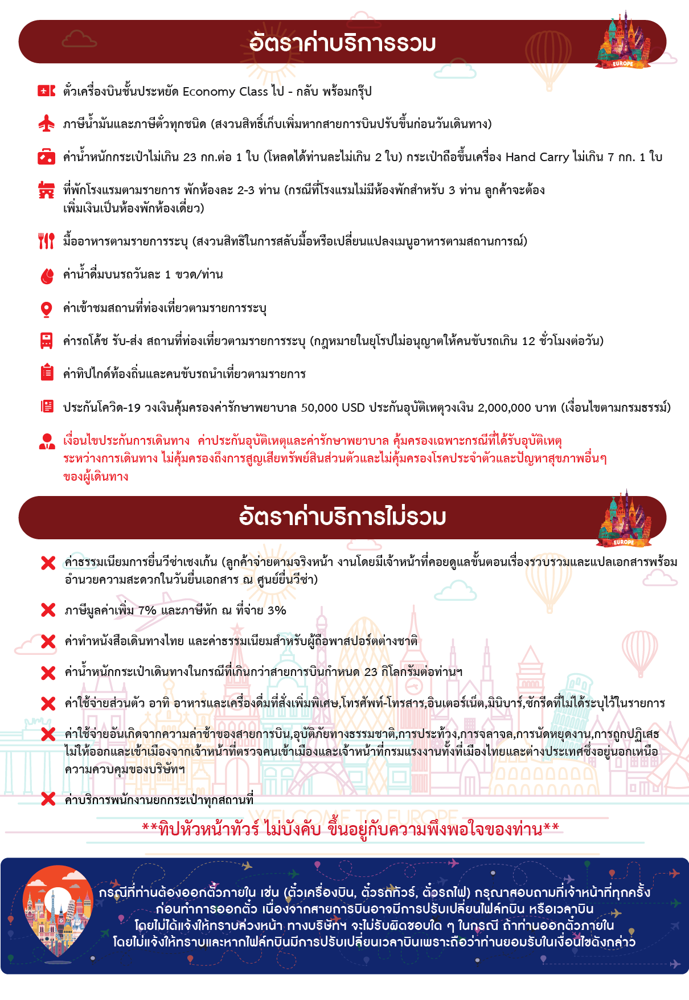 อัตราค่าบริการรวม
EUROPE
ตั๋วเครื่องบินชั้นประหยัด Economy Class ไป - กลับ พร้อมกรุ๊ป
ภาษีน้ำมันและภาษีตั๋วทุกชนิด (สงวนสิทธิ์เก็บเพิ่มหากสายการบินปรับขึ้นก่อนวันเดินทาง)
ค่าน้ำหนักกระเป๋าไม่เกิน 23 กก.ต่อ 1 ใบ (โหลดได้ท่านละไม่เกิน 2 ใบ) กระเป๋าถือขึ้นเครื่อง Hand Carry ไม่เกิน 7 กก. 1 ใบ
ที่พักโรงแรมตามรายการ พักห้องละ 2-3 ท่าน (กรณีที่โรงแรมไม่มีห้องพักสำหรับ 3 ท่าน ลูกค้าจะต้อง
เพิ่มเงินเป็นห้องพักห้องเดี่ยว)
มื้ออาหารตามรายการระบุ (สงวนสิทธิในการสลับมื้อหรือเปลี่ยนแปลงเมนูอาหารตามสถานการณ์)
ค่าน้ำดื่มบนรถวันละ 1 ขวด/ท่าน
ค่าเข้าชมสถานที่ท่องเที่ยวตามรายการระบุ
ค่ารถโค้ช รับ-ส่ง สถานที่ท่องเที่ยวตามรายการระบุ (กฎหมายในยุโรปไม่อนุญาตให้คนขับรถเกิน 12 ชั่วโมงต่อวัน)
ค่าทิปไกด์ท้องถิ่นและคนขับรถนำเที่ยวตามรายการ
ประกันโควิด-19 วงเงินคุ้มครองค่ารักษาพยาบาล 50,000 USD ประกันอุบัติเหตุวงเงิน 2,000,000 บาท (เงื่อนไขตามกรมธรรม์)
เงื่อนไขประกันการเดินทาง ค่าประกันอุบัติเหตุและค่ารักษาพยาบาล คุ้มครองเฉพาะกรณีที่ได้รับอุบัติเหตุ
ระหว่างการเดินทาง ไม่คุ้มครองถึงการสูญเสียทรัพย์สินส่วนตัวและไม่คุ้มครองโรคประจำตัวและปัญหาสุขภาพอื่นๆ
ของผู้เดินทาง
อัตราค่าบริการไม่รวม
EUROPE
ค่าธรรมเนียมการยื่นวีซ่าเชงเก้น (ลูกค้าจ่ายตามจริงหน้า งานโดยมีเจ้าหน้าที่คอยดูแลขั้นตอนเรื่องรวบรวมและแปลเอกสารพร้อม
อำนวยความสะดวกในวันยื่นเอกสาร ณ ศูนย์ยื่นวีซ่า)
ภาษีมูลค่าเพิ่ม 7% และภาษีหัก ณ ที่จ่าย 3%
ค่าทำหนังสือเดินทางไทย และค่าธรรมเนียมสำหรับผู้ถือพาสปอร์ตต่างชาติ
ค่าน้ำหนักกระเป๋าเดินทางในกรณีที่เกินกว่าสายการบินกำหนด 23 กิโลกรัมต่อท่านฯ
ค่าใช้จ่ายส่วนตัว อาทิ อาหารและเครื่องดื่มที่สั่งเพิ่มพิเศษ,โทรศัพท์-โทรสาร,อินเตอร์เน็ต,มินิบาร์,ซักรีดที่ไม่ได้ระบุไว้ในรายการ
ค่าใช้จ่ายอันเกิดจากความล่าช้าของสายการบิน,อุบัติภัยทางธรรมชาติ,การประท้วง,การจลาจล,การนัดหยุดงาน,การถูกปฏิเสธ
ไม่ให้ออกและเข้าเมืองจากเจ้าหน้าที่ตรวจคนเข้าเมืองและเจ้าหน้าที่กรมแรงงานทั้งที่เมืองไทยและต่างประเทศซึ่งอยู่นอกเหนือ
ความควบคุมของบริษัทฯ
ค่าบริการพนักงานยกกระเป๋าทุกสถานที่
WELCOME TO EUROPE
**ทิปหัวหน้าทัวร์ ไม่บังคับ ขึ้นอยู่กับความพึงพอใจของท่าน**
กรณีที่ท่านต้องออกตั๋วภายใน เช่น (ตั๋วเครื่องบิน, ตั๋วรถทัวร์, ตั๋วรถไฟ) กรุณาสอบถามที่เจ้าหน้าที่ทุกครั้ง
ก่อนทำการออกตั๋ว เนื่องจากสายการบินอาจมีการปรับเปลี่ยนไฟล์ทบิน หรือเวลาบิน
โดยไม่ได้แจ้งให้ทราบล่วงหน้า ทางบริษัทฯ จะไม่รับผิดชอบใด ๆ ในกรณี ถ้าท่านออกตั๋วภายใน
โดยไม่แจ้งให้ทราบและหากไฟล์ทบินมีการปรับเปลี่ยนเวลาบินเพราะถือว่าท่านยอมรับในเงื่อนไขดังกล่าว